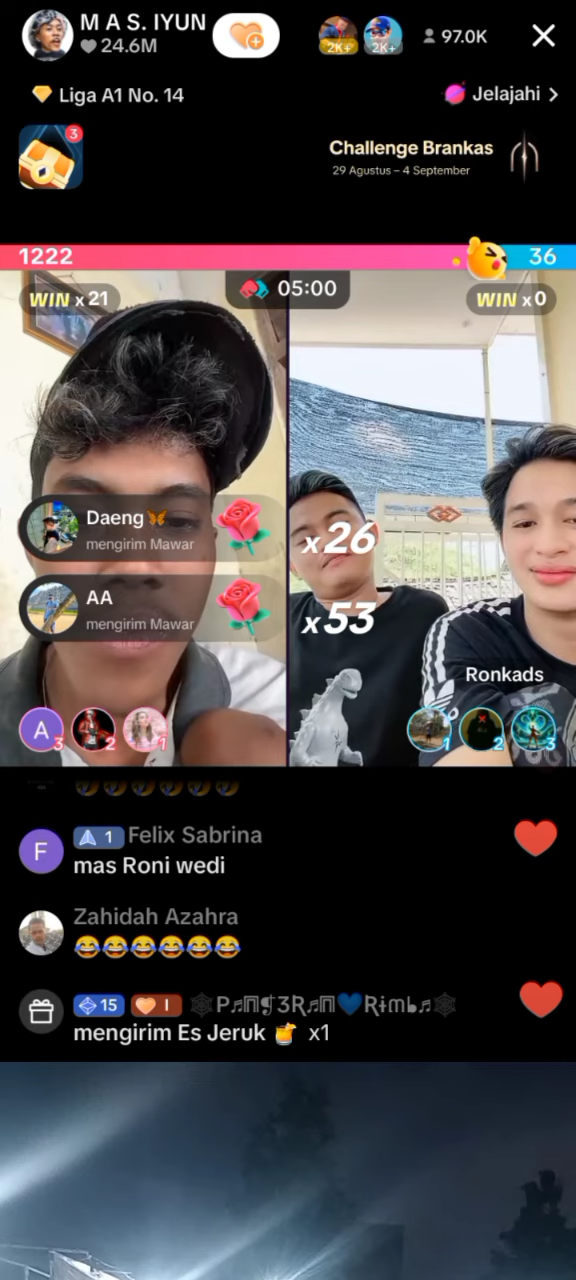 M A S. IYUN
24.6M
2K+
2K+
97.0K
Liga A1 No. 14
Jelajahi >
3
Challenge Brankas
29 Agustus – 4 September
1222
36
WIN x 21
05:00
WIN x 0
Daeng
mengirim Mawar
x26
AA
mengirim Mawar
x53
Ronkads
A
3
2
1
1
2
3
F
1 Felix Sabrina
mas Roni wedi
Zahidah Azahra
😂😂😂😂😂😂
15
mengirim Es Jeruk x1